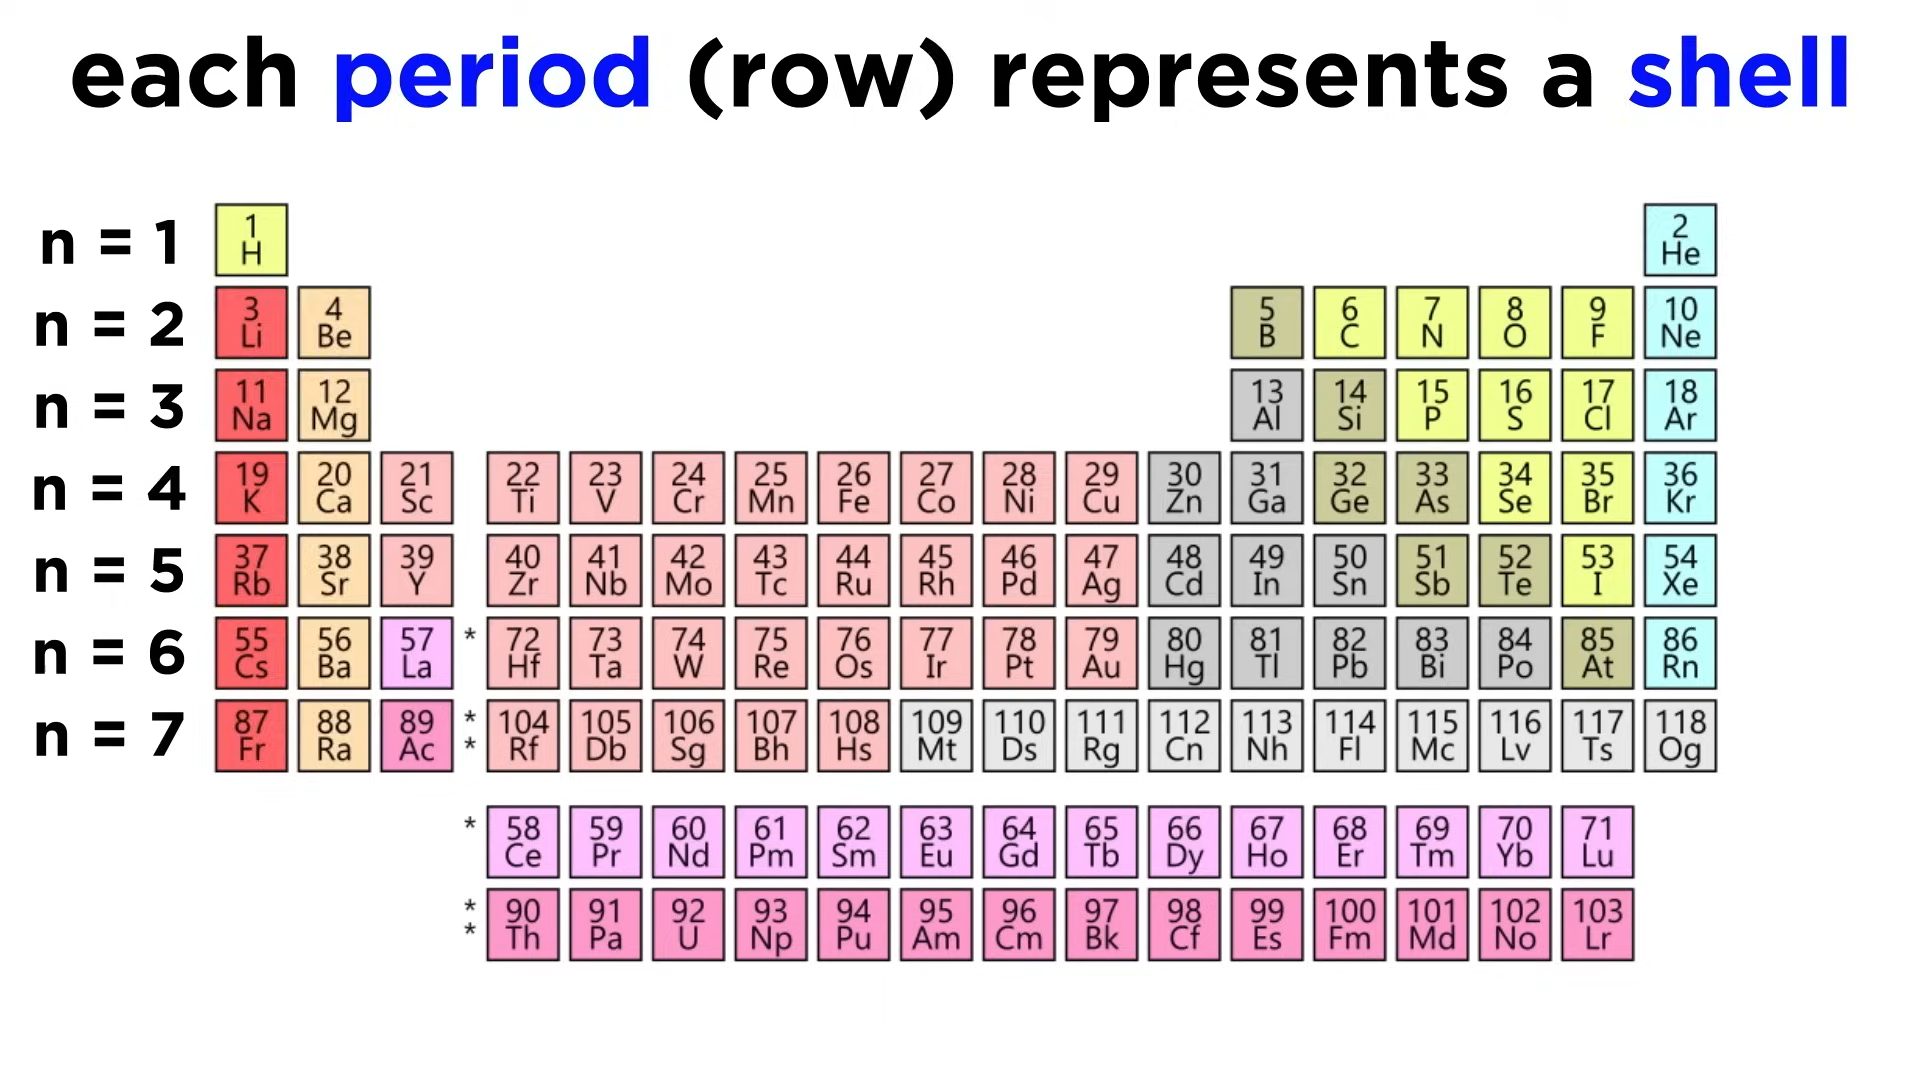 each period (row) represents a shell
n = 1 1 H 2 He
n = 2 3 Li 4 Be 5 B 6 C 7 N 8 O 9 F 10 Ne
n = 3 11 Na 12 Mg 13 Al 14 Si 15 P 16 S 17 Cl 18 Ar
n = 4 19 K 20 Ca 21 Sc 22 Ti 23 V 24 Cr 25 Mn 26 Fe 27 Co 28 Ni 29 Cu 30 Zn 31 Ga 32 Ge 33 As 34 Se 35 Br 36 Kr
n = 5 37 Rb 38 Sr 39 Y 40 Zr 41 Nb 42 Mo 43 Tc 44 Ru 45 Rh 46 Pd 47 Ag 48 Cd 49 In 50 Sn 51 Sb 52 Te 53 I 54 Xe
n = 6 55 Cs 56 Ba 57 La * 72 Hf 73 Ta 74 W 75 Re 76 Os 77 Ir 78 Pt 79 Au 80 Hg 81 Tl 82 Pb 83 Bi 84 Po 85 At 86 Rn
n = 7 87 Fr 88 Ra 89 Ac * * 104 Rf 105 Db 106 Sg 107 Bh 108 Hs 109 Mt 110 Ds 111 Rg 112 Cn 113 Nh 114 Fl 115 Mc 116 Lv 117 Ts 118 Og
* 58 Ce 59 Pr 60 Nd 61 Pm 62 Sm 63 Eu 64 Gd 65 Tb 66 Dy 67 Ho 68 Er 69 Tm 70 Yb 71 Lu
* * 90 Th 91 Pa 92 U 93 Np 94 Pu 95 Am 96 Cm 97 Bk 98 Cf 99 Es 100 Fm 101 Md 102 No 103 Lr